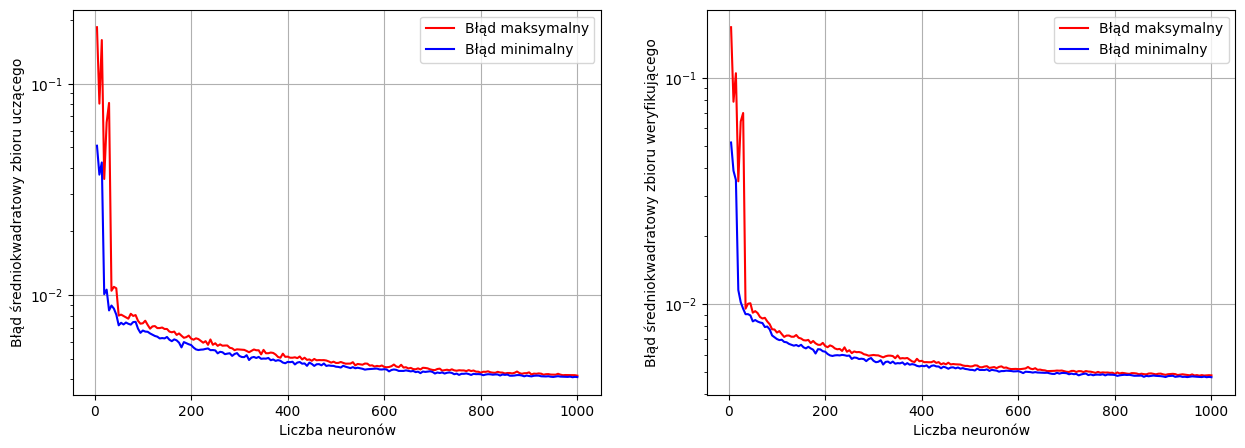 Błąd średniokwadratowy zbioru uczącego
10⁻¹
10⁻²
Błąd maksymalny
Błąd minimalny
0
200
400
600
800
1000
Liczba neuronów
Błąd średniokwadratowy zbioru weryfikującego
10⁻¹
10⁻²
Błąd maksymalny
Błąd minimalny
0
200
400
600
800
1000
Liczba neuronów